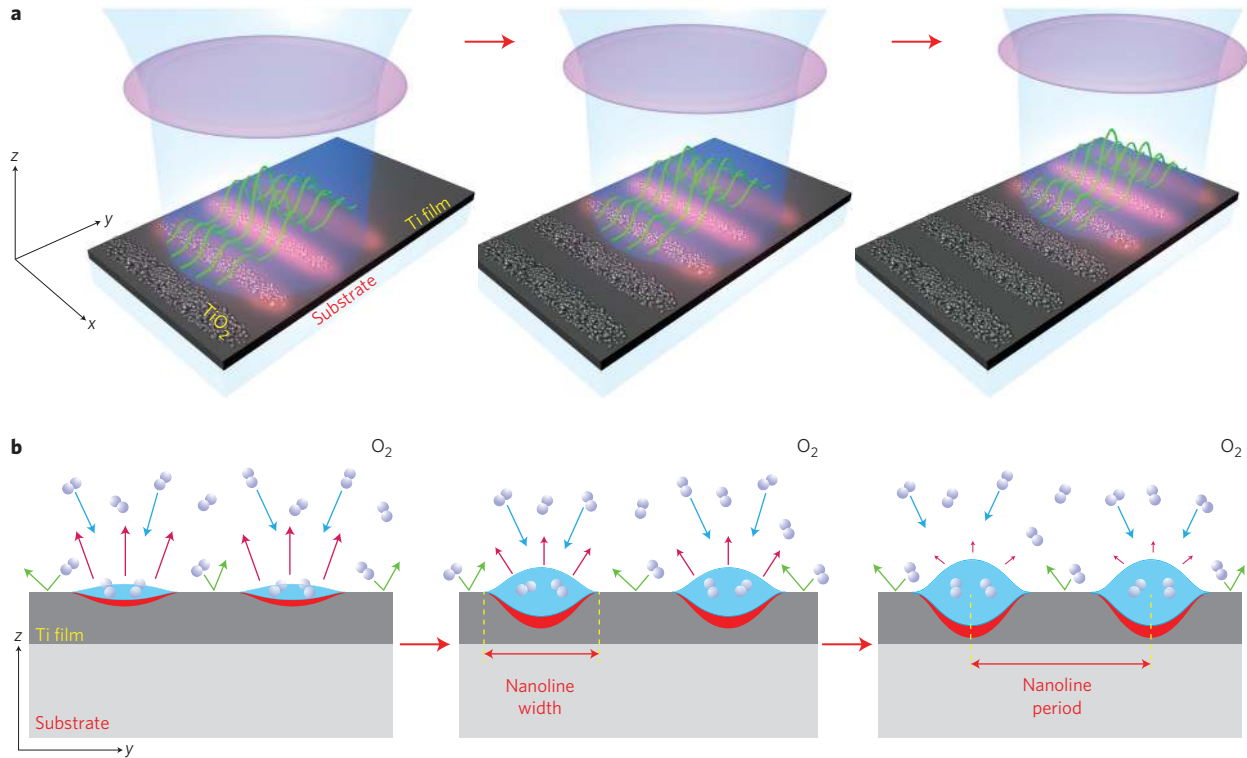 a
z
y
x
Ti film
Substrate
TiO2
b
O2
O2
O2
z
Ti film
Substrate
y
Nanoline
width
Nanoline
period